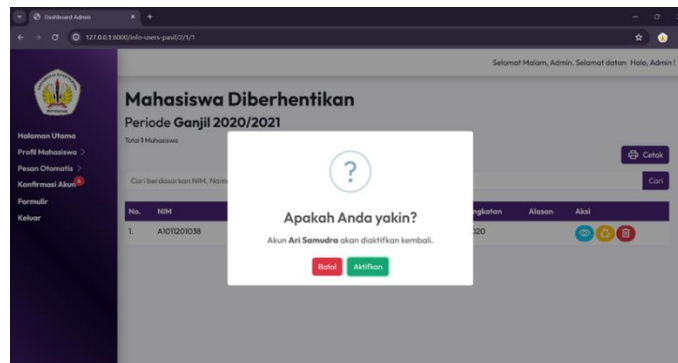 Dashboard Admin
127.0.0.1:8000/info-users-pasif/2/1/1
Selamat Malam, Admin. Selamat datan Halo, Admin!
Mahasiswa Diberhentikan
Periode Ganjil 2020/2021
Total 1 Mahasiswa
Halaman Utama
Profil Mahasiswa
Pesan Otomatis
Konfirmasi Akun
Formulir
Keluar
Cetak
Cari berdasarkan NIM, Nama
Cari
No. NIM ngkatan Alasan Aksi
1. A1011201038 020
?
Apakah Anda yakin?
Akun Ari Samudra akan diaktifkan kembali.
Batal Aktifkan